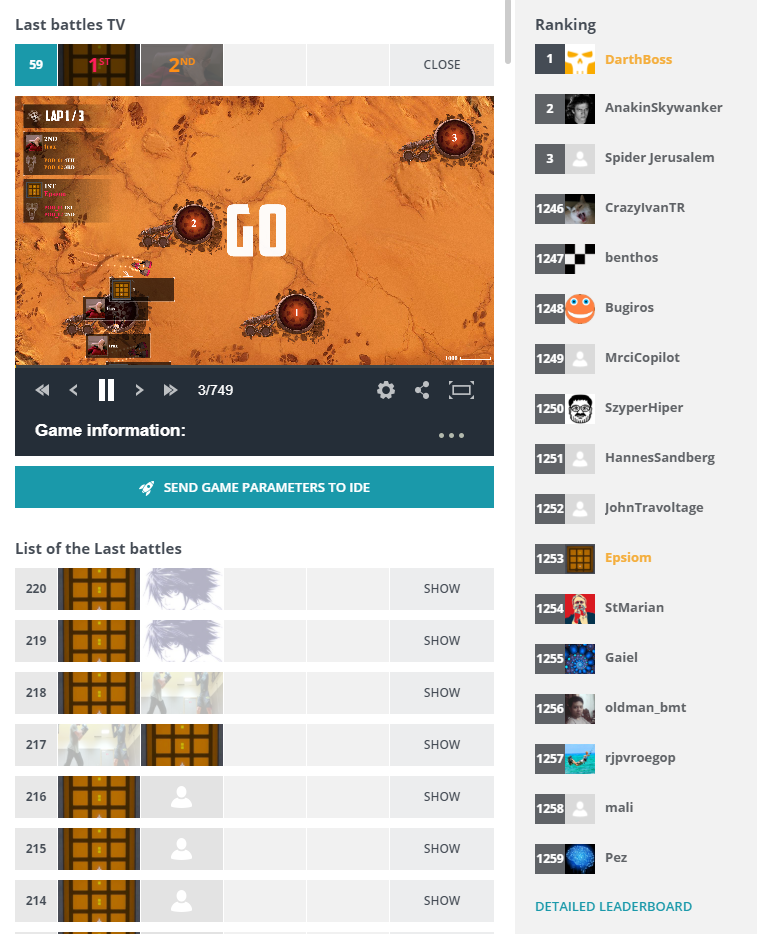 Last battles TV
59
1ST
2ND
CLOSE
LAP 1 / 3
2ND
1ST
GO
1
2
3
1000
3/749
Game information:
SEND GAME PARAMETERS TO IDE
List of the Last battles
220 SHOW
219 SHOW
218 SHOW
217 SHOW
216 SHOW
215 SHOW
214 SHOW
Ranking
1 DarthBoss
2 AnakinSkywanker
3 Spider Jerusalem
1246 CrazyIvanTR
1247 benthos
1248 Bugiros
1249 MrciCopilot
1250 SzyperHiper
1251 HannesSandberg
1252 JohnTravoltage
1253 Epsiom
1254 StMarian
1255 Gaiel
1256 oldman_bmt
1257 rjpvroegop
1258 mali
1259 Pez
DETAILED LEADERBOARD